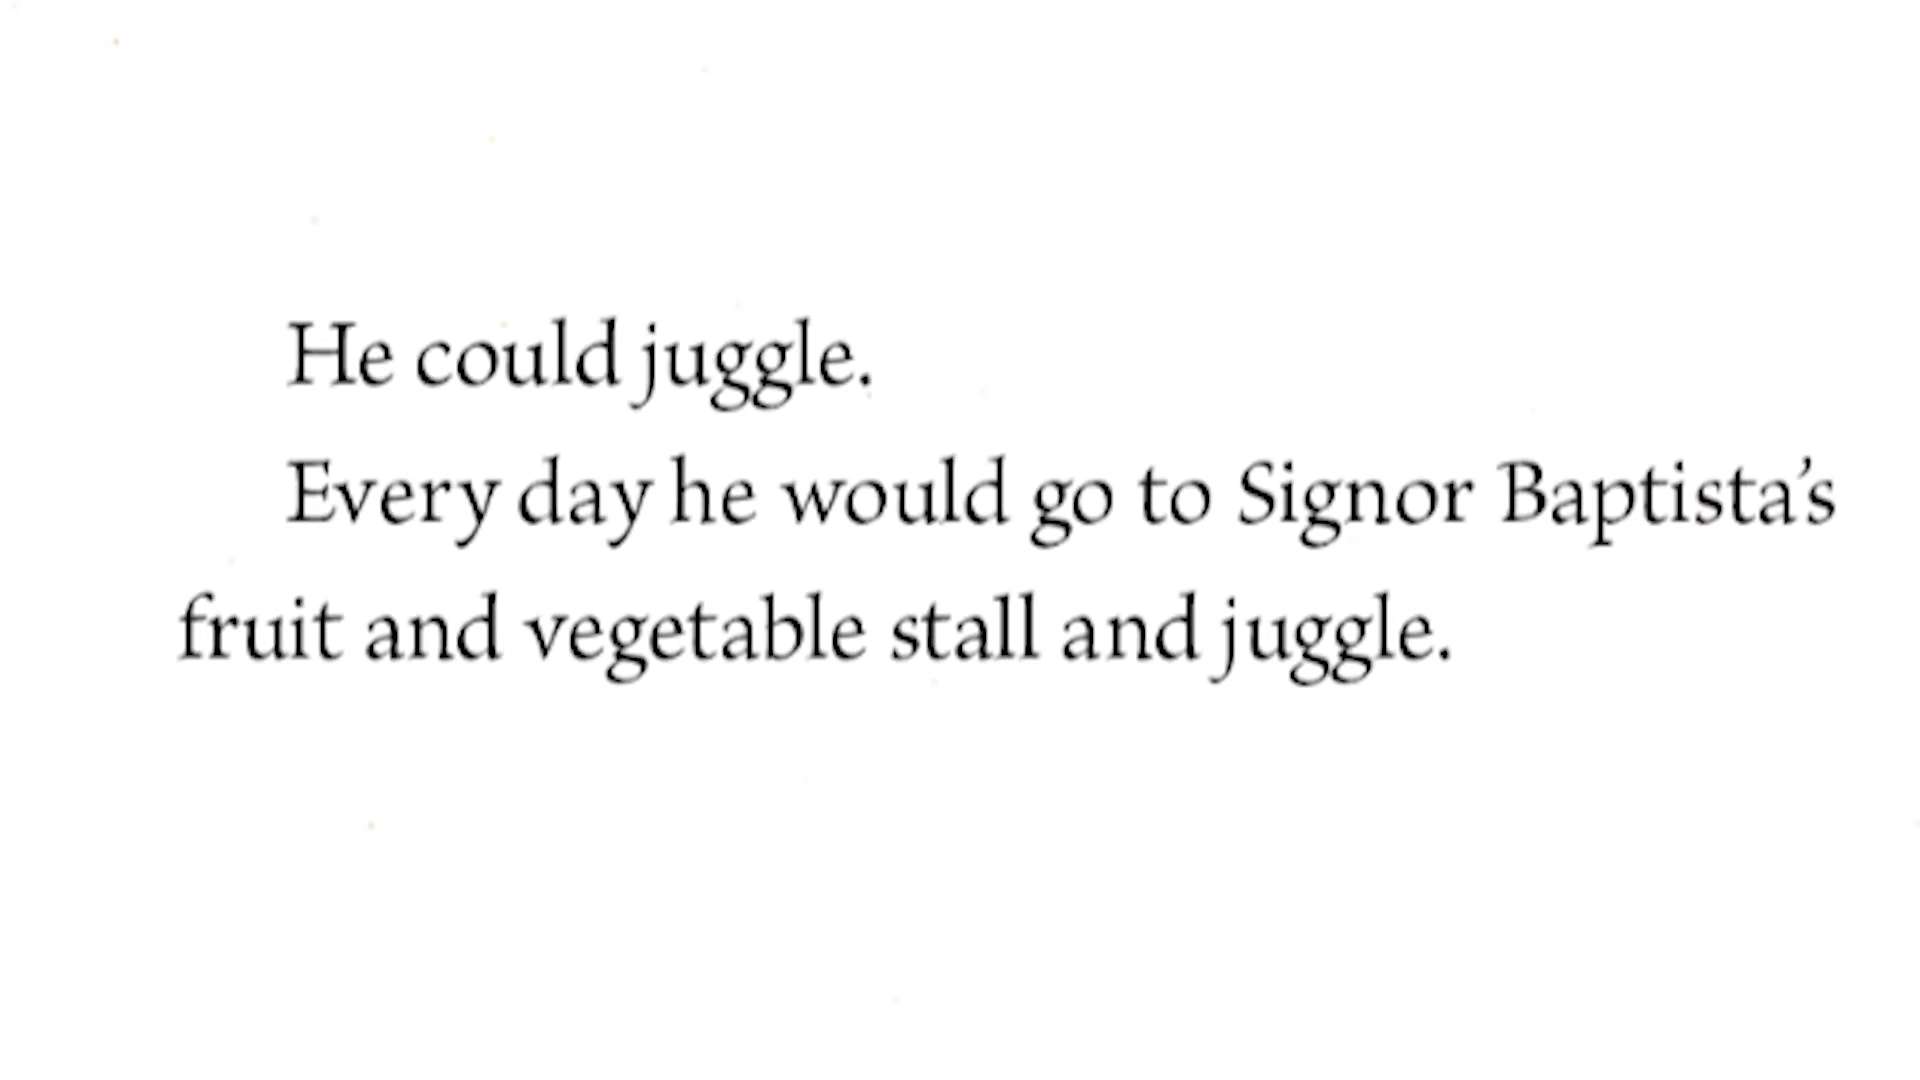 He could juggle.
Every day he would go to Signor Baptista’s
fruit and vegetable stall and juggle.